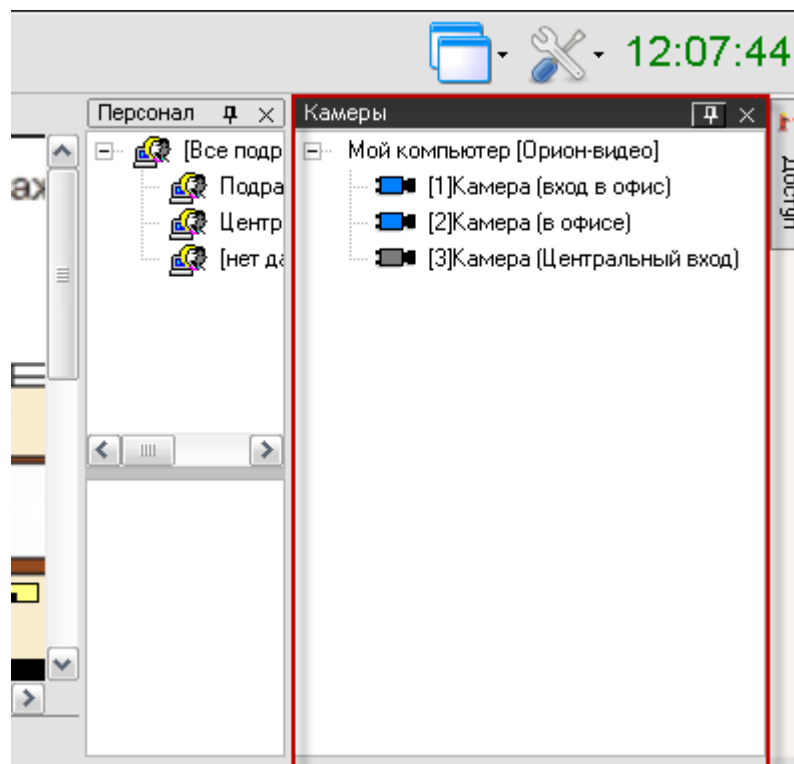 12:07:44
Персонал
Камеры
[Все подр
Подра
Центр
[нет да
Мой компьютер [Орион-видео]
[1]Камера (вход в офис)
[2]Камера (в офисе)
[3]Камера (Центральный вход)
Доступ